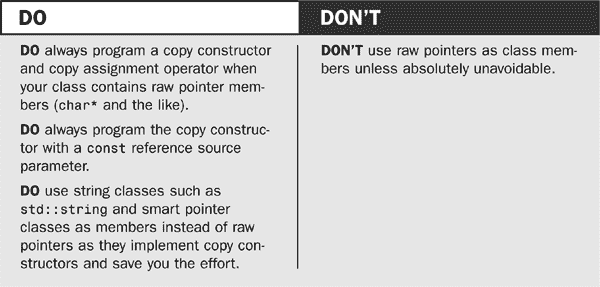 DO
DO always program a copy constructor
and copy assignment operator when
your class contains raw pointer mem-
bers (char* and the like).
DO always program the copy construc-
tor with a const reference source
parameter.
DO use string classes such as
std::string and smart pointer
classes as members instead of raw
pointers as they implement copy con-
structors and save you the effort.
DON'T
DON'T use raw pointers as class mem-
bers unless absolutely unavoidable.